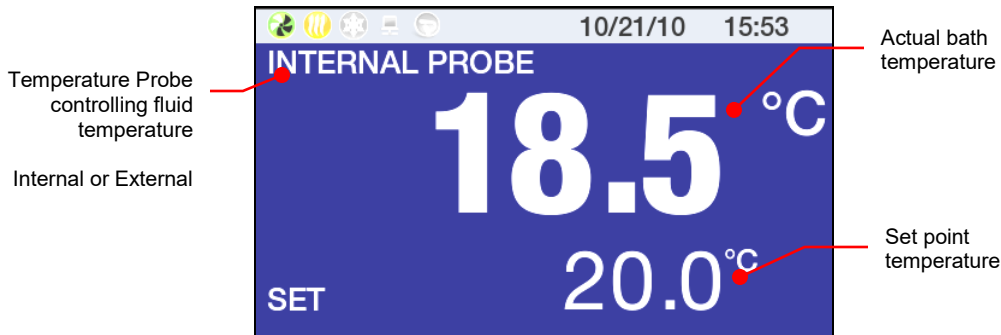 10/21/10 15:53
INTERNAL PROBE
18.5 °C
20.0 °C
SET
Temperature Probe
controlling fluid
temperature
Internal or External
Actual bath
temperature
Set point
temperature